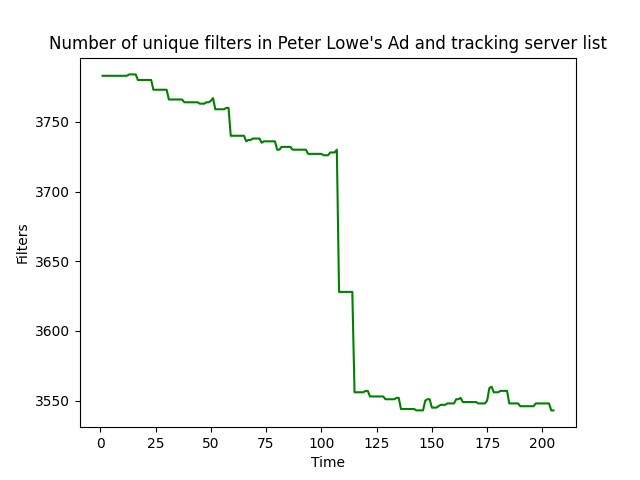 Number of unique filters in Peter Lowe's Ad and tracking server list
3750
3700
3650
3600
3550
Filters
0 25 50 75 100 125 150 175 200
Time